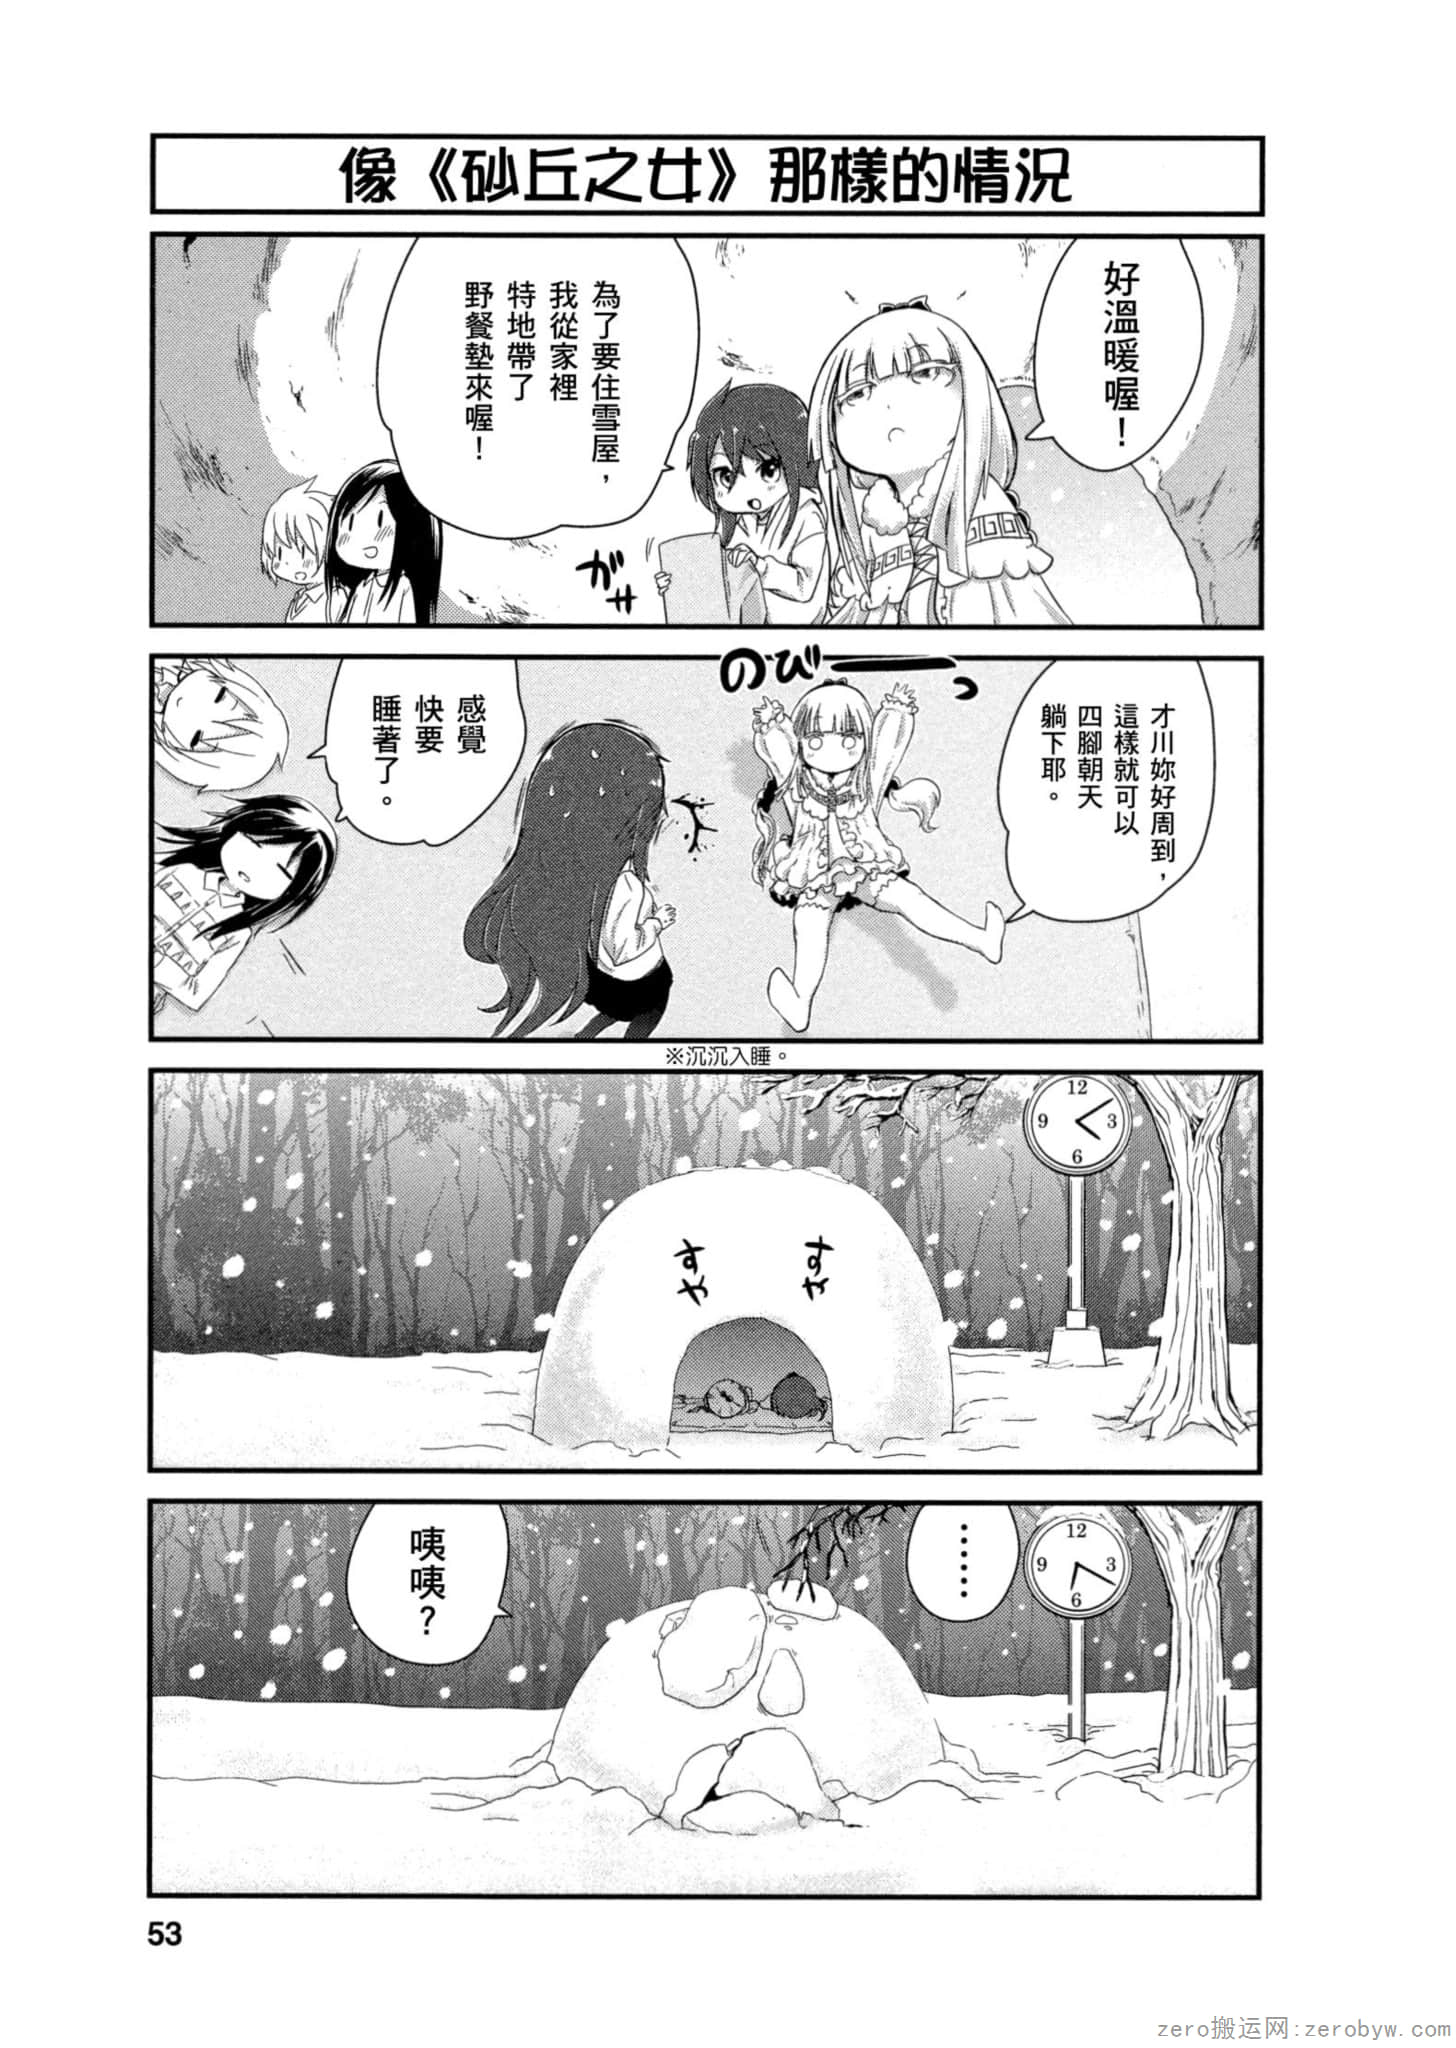 像《砂丘之女》那樣的情況
好溫暖喔！
為了要住雪屋，
我從家裡
特地帶了
野餐墊來喔！
ガサ
才川妳好周到，
這樣就可以
四腳朝天
躺下耶。
のびーっ
感覺
快要
睡著了。
※沉沉入睡。
12
3
6
9
すやすや
12
3
6
9
……
咦咦？
53
zero搬运网:zerobyw.com